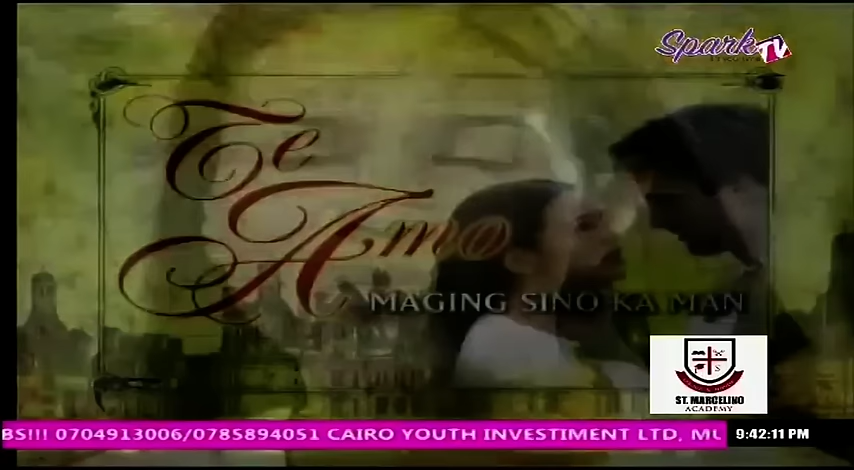 Spark TV
Te
Amo
MAGING SINO KA MAN
ST. MARCELINO
ACADEMY
BS!!! 0704913006/0785894051 CAIRO YOUTH INVESTIMENT LTD, MU
9:42:11 PM